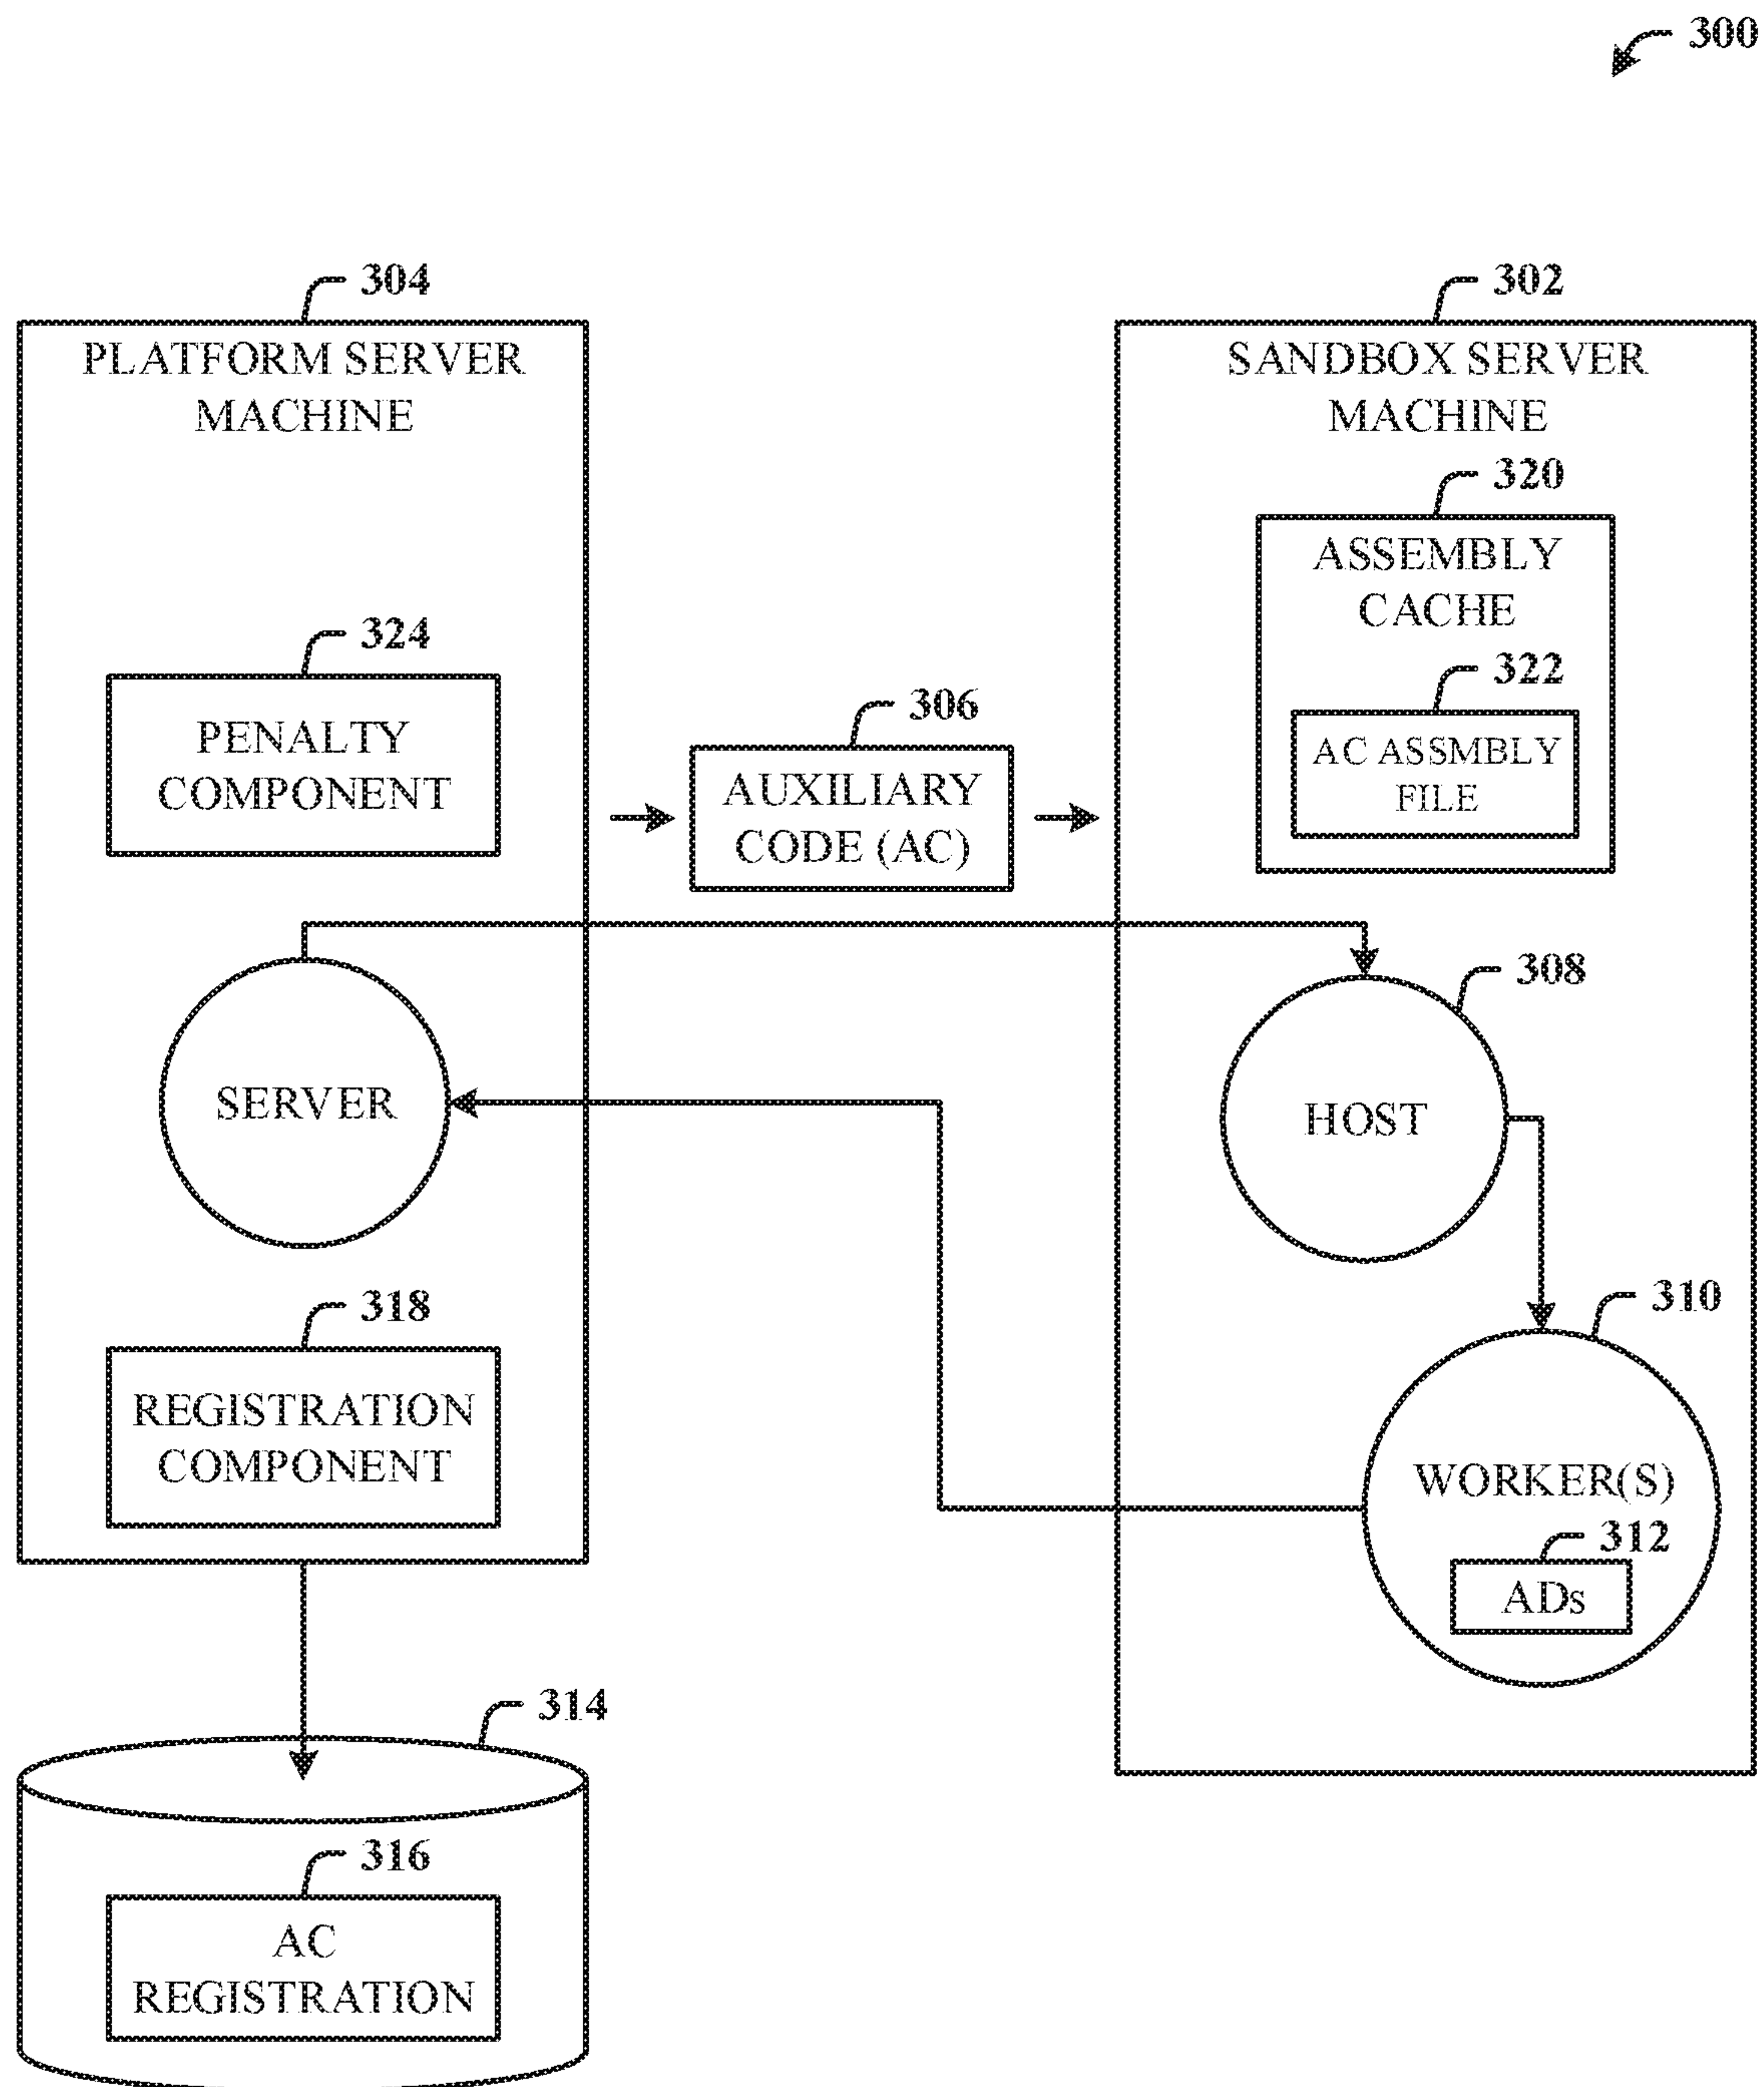 300
304
PLATFORM SERVER
MACHINE
324
PENALTY
COMPONENT
SERVER
318
REGISTRATION
COMPONENT
314
316
AC
REGISTRATION
306
AUXILIARY
CODE (AC)
302
SANDBOX SERVER
MACHINE
320
ASSEMBLY
CACHE
322
AC ASSMBLY
FILE
308
HOST
310
WORKER(S)
312
ADs